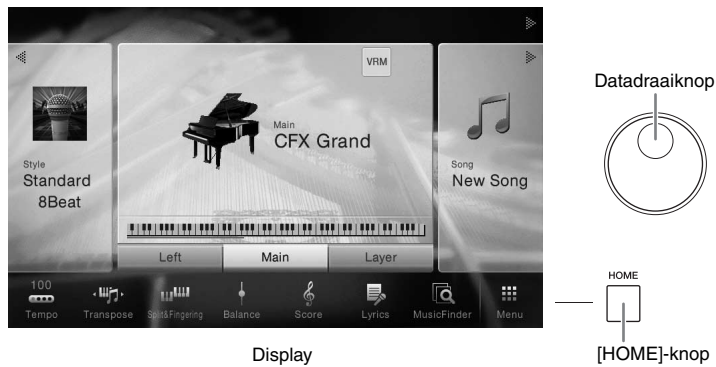 VRM
Datadraaiknop
Main
CFX Grand
Style
Standard
8Beat
Song
New Song
Left Main Layer
HOME
100
Tempo Transpose Split&Fingering Balance Score Lyrics MusicFinder Menu
Display
[HOME]-knop